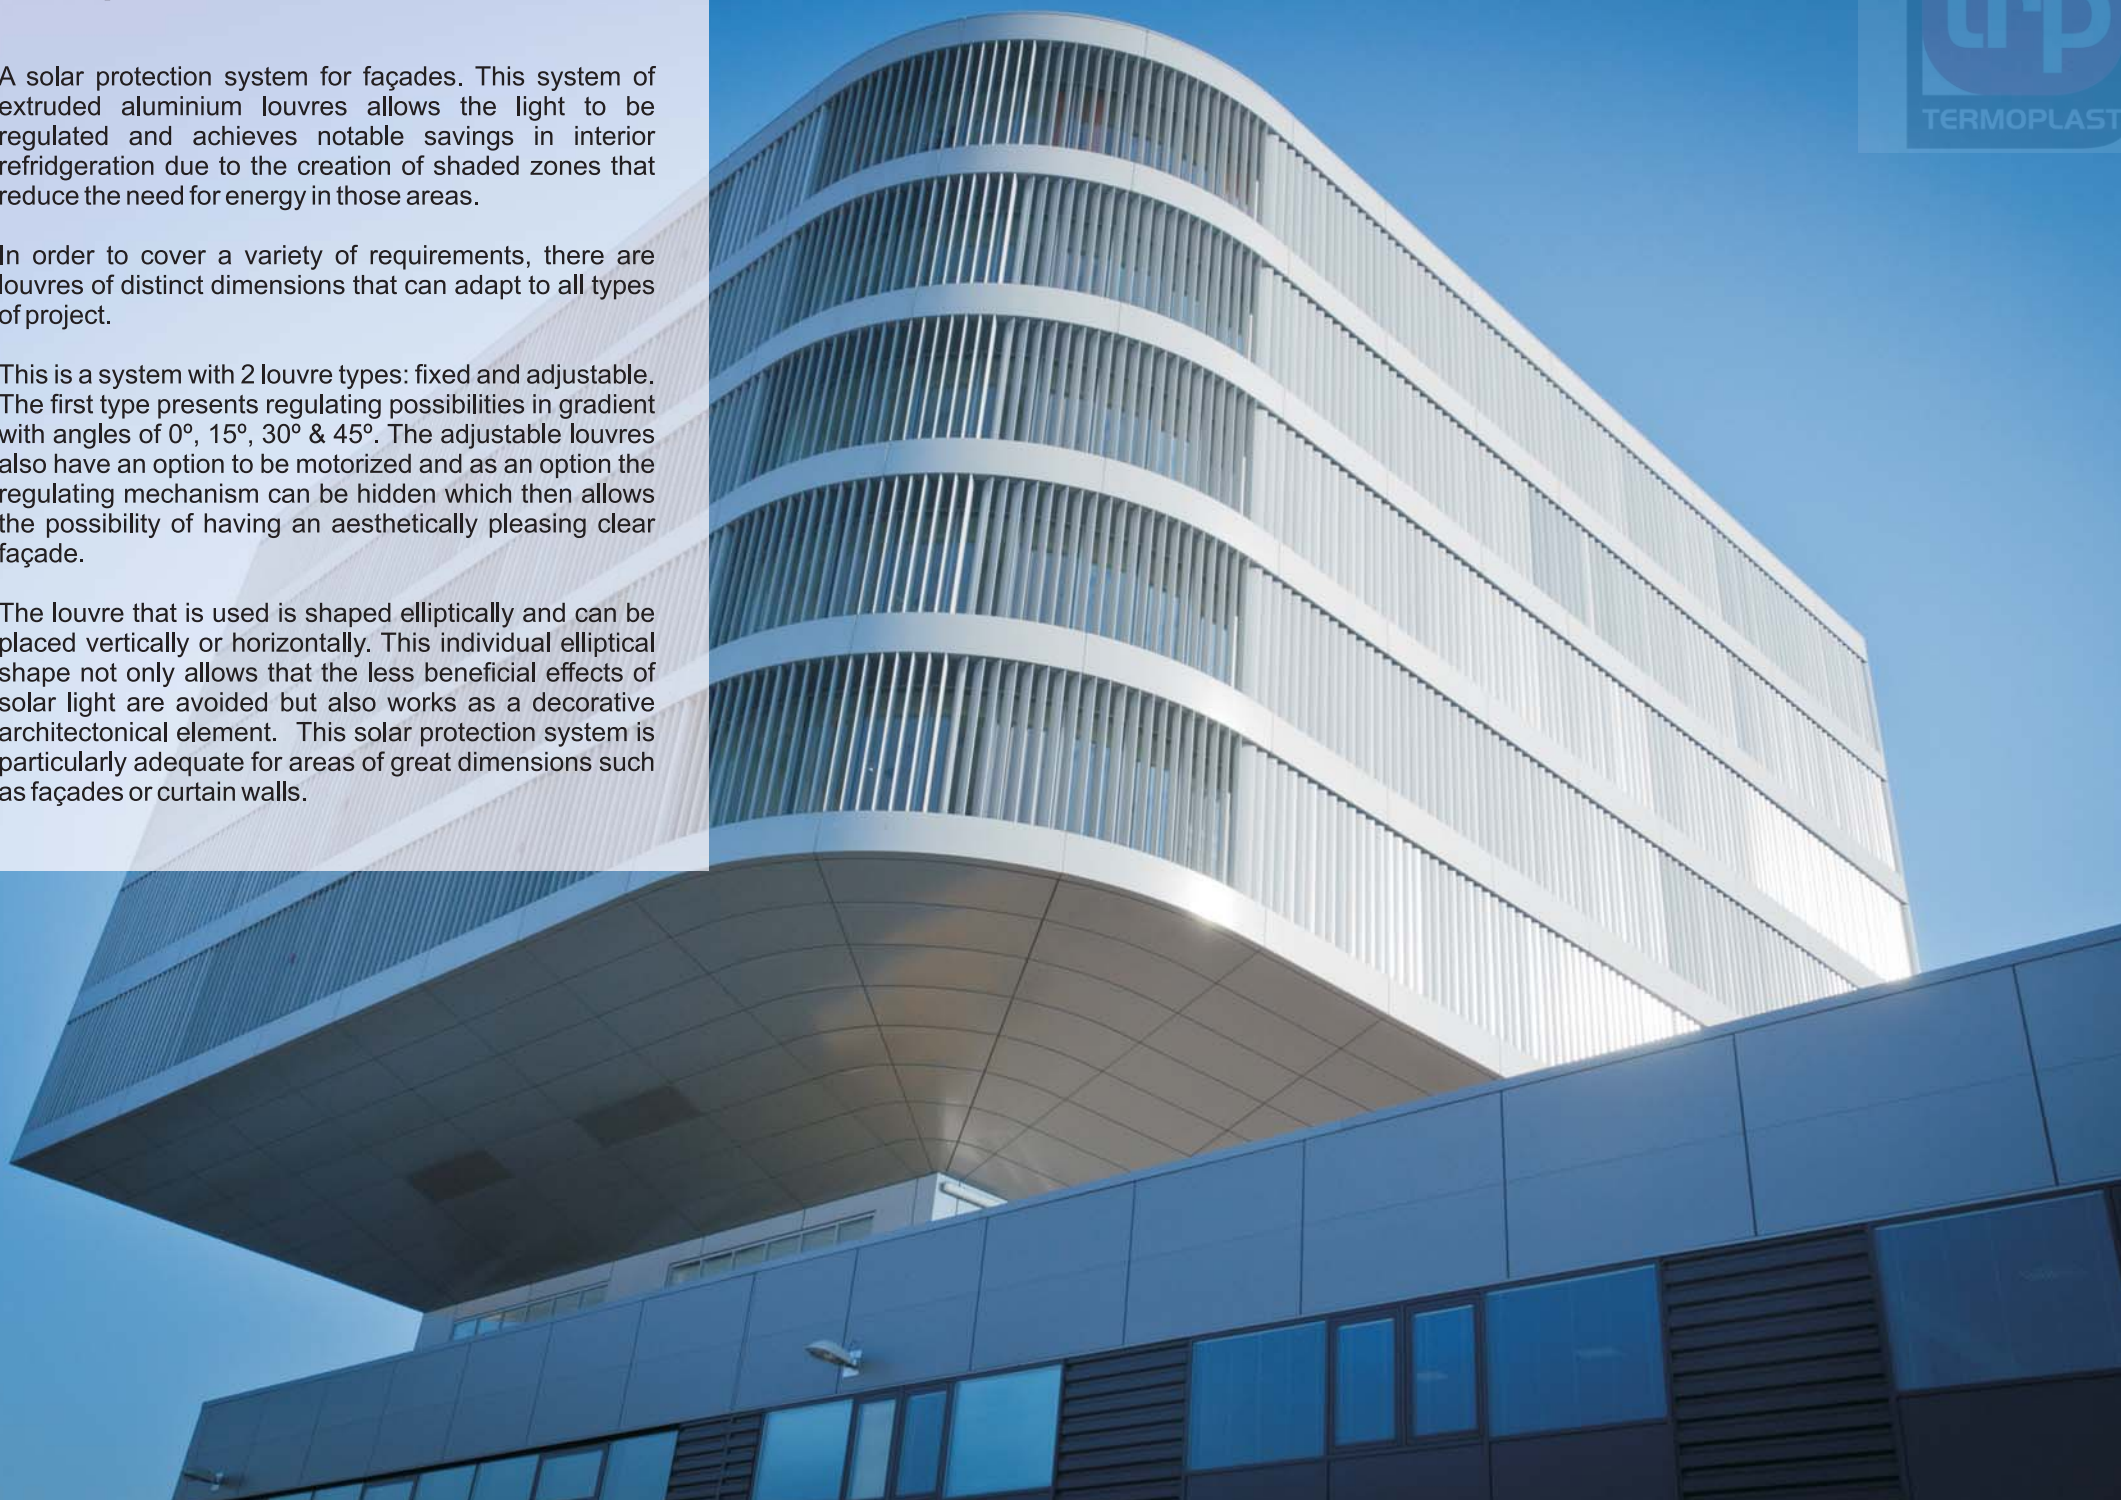 A solar protection system for façades. This system of
extruded aluminium louvres allows the light to be
regulated and achieves notable savings in interior
refridgeration due to the creation of shaded zones that
reduce the need for energy in those areas.
In order to cover a variety of requirements, there are
louvres of distinct dimensions that can adapt to all types
of project.
This is a system with 2 louvre types: fixed and adjustable.
The first type presents regulating possibilities in gradient
with angles of 0º, 15º, 30º & 45º. The adjustable louvres
also have an option to be motorized and as an option the
regulating mechanism can be hidden which then allows
the possibility of having an aesthetically pleasing clear
façade.
The louvre that is used is shaped elliptically and can be
placed vertically or horizontally. This individual elliptical
shape not only allows that the less beneficial effects of
solar light are avoided but also works as a decorative
architectonical element. This solar protection system is
particularly adequate for areas of great dimensions such
as façades or curtain walls.
trp
TERMOPLAST